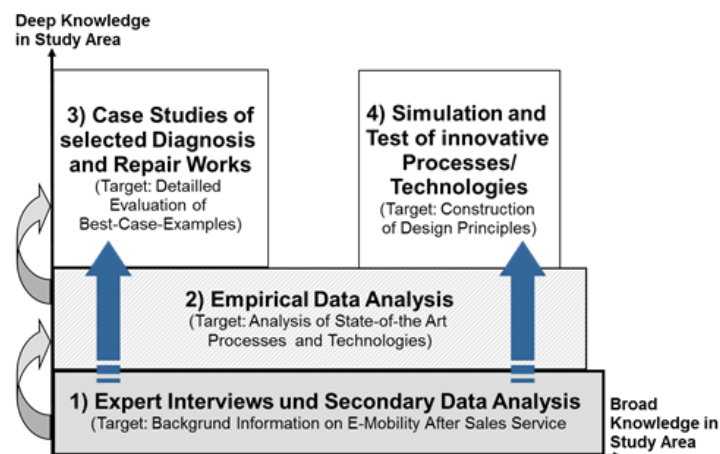 Deep Knowledge
in Study Area
3) Case Studies of
selected Diagnosis
and Repair Works
(Target: Detailled
Evaluation of
Best-Case-Examples)
4) Simulation and
Test of innovative
Processes/
Technologies
(Target: Construction
of Design Principles)
2) Empirical Data Analysis
(Target: Analysis of State-of-the Art
Processes and Technologies)
1) Expert Interviews und Secondary Data Analysis
(Target: Backgrund Information on E-Mobility After Sales Service
Broad
Knowledge in
Study Area